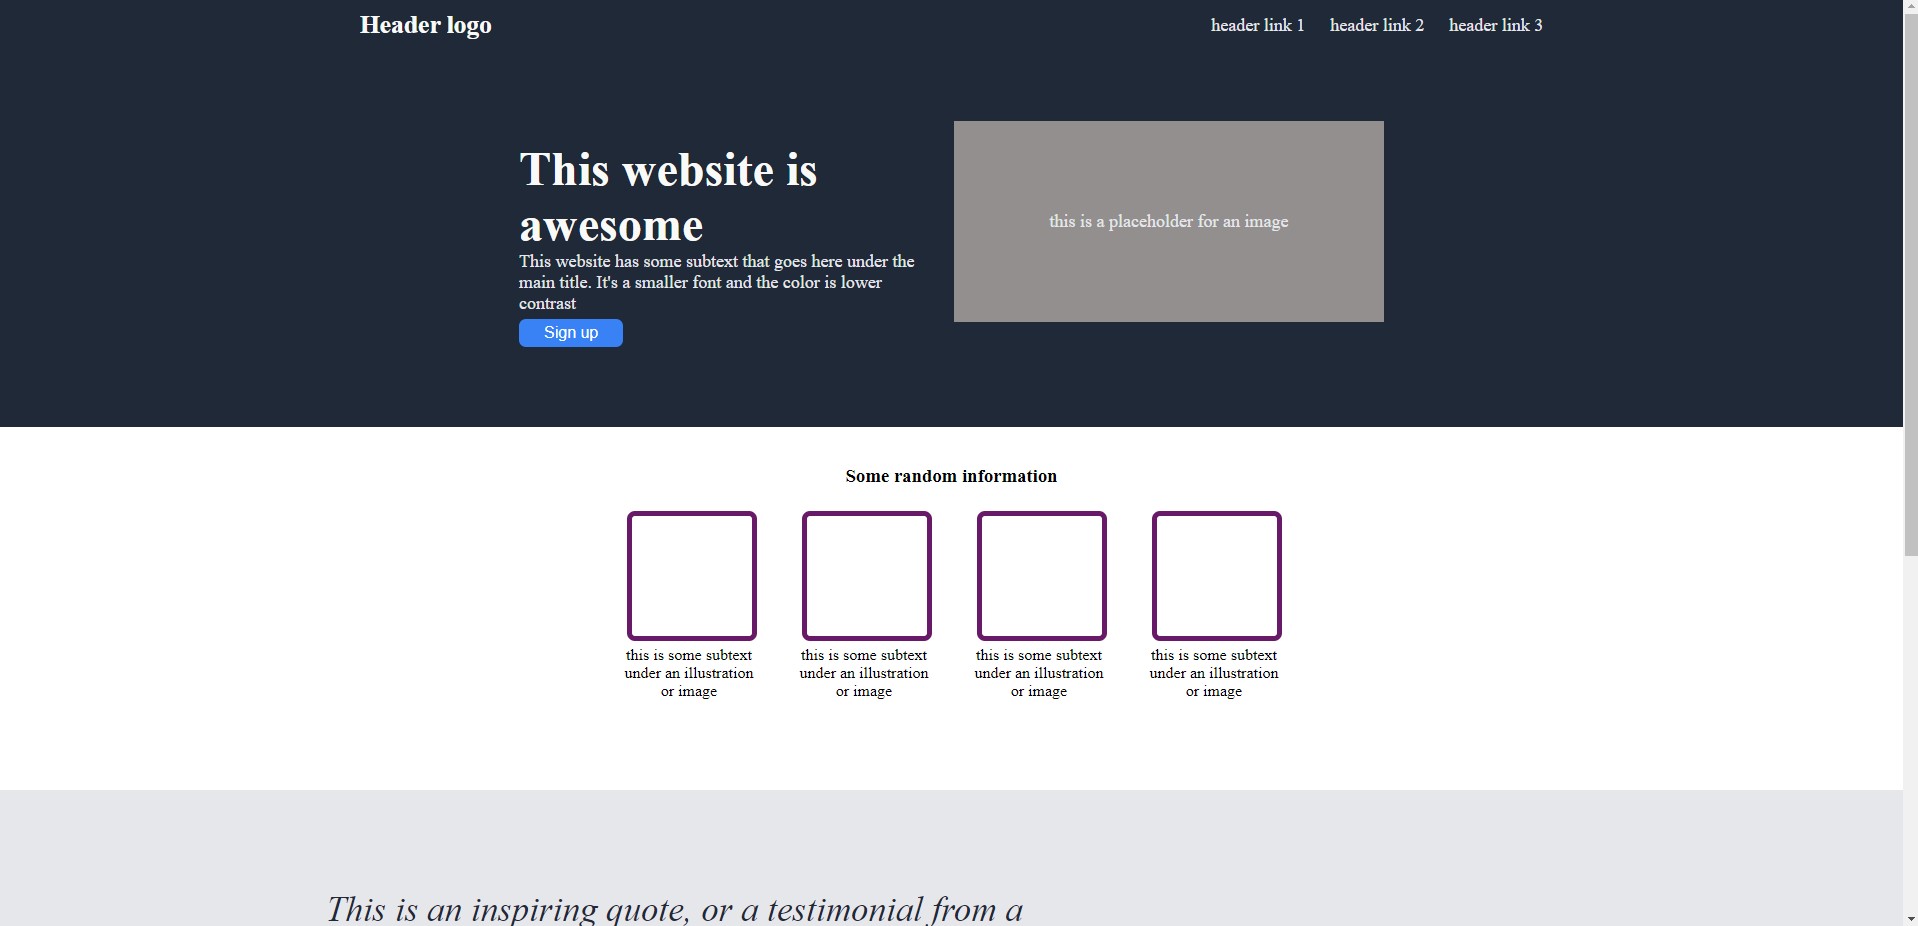 Header logo
header link 1 header link 2 header link 3
This website is
awesome
This website has some subtext that goes here under the
main title. It's a smaller font and the color is lower
contrast
Sign up
this is a placeholder for an image
Some random information
this is some subtext
under an illustration
or image
this is some subtext
under an illustration
or image
this is some subtext
under an illustration
or image
this is some subtext
under an illustration
or image
This is an inspiring quote, or a testimonial from a